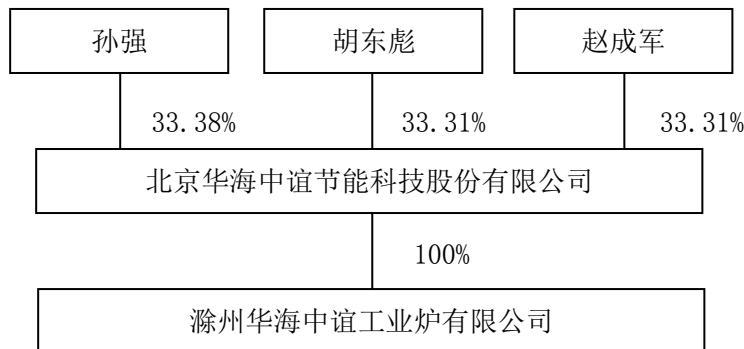 孙强
胡东彪
赵成军
33.38%
33.31%
33.31%
北京华海中谊节能科技股份有限公司
100%
滁州华海中谊工业炉有限公司